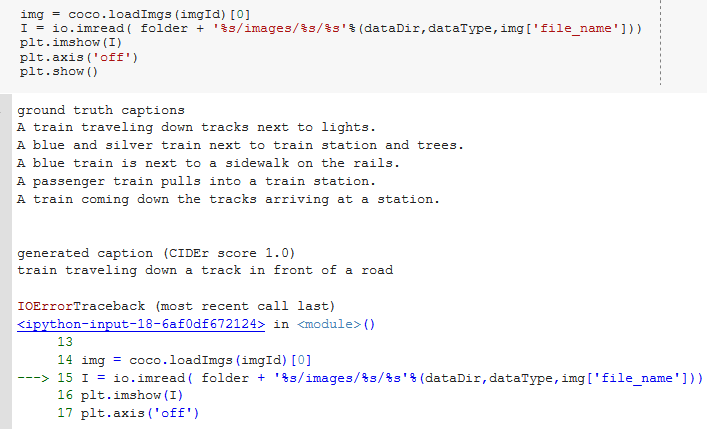 img = coco.loadImgs(imgId)[0]
I = io.imread( folder + '%s/images/%s/%s'%(dataDir,dataType,img['file_name']))
plt.imshow(I)
plt.axis('off')
plt.show()
ground truth captions
A train traveling down tracks next to lights.
A blue and silver train next to train station and trees.
A blue train is next to a sidewalk on the rails.
A passenger train pulls into a train station.
A train coming down the tracks arriving at a station.
generated caption (CIDEr score 1.0)
train traveling down a track in front of a road
IOErrorTraceback (most recent call last)
<ipython-input-18-6af0df672124> in <module>()
13
14 img = coco.loadImgs(imgId)[0]
---> 15 I = io.imread( folder + '%s/images/%s/%s'%(dataDir,dataType,img['file_name']))
16 plt.imshow(I)
17 plt.axis('off')